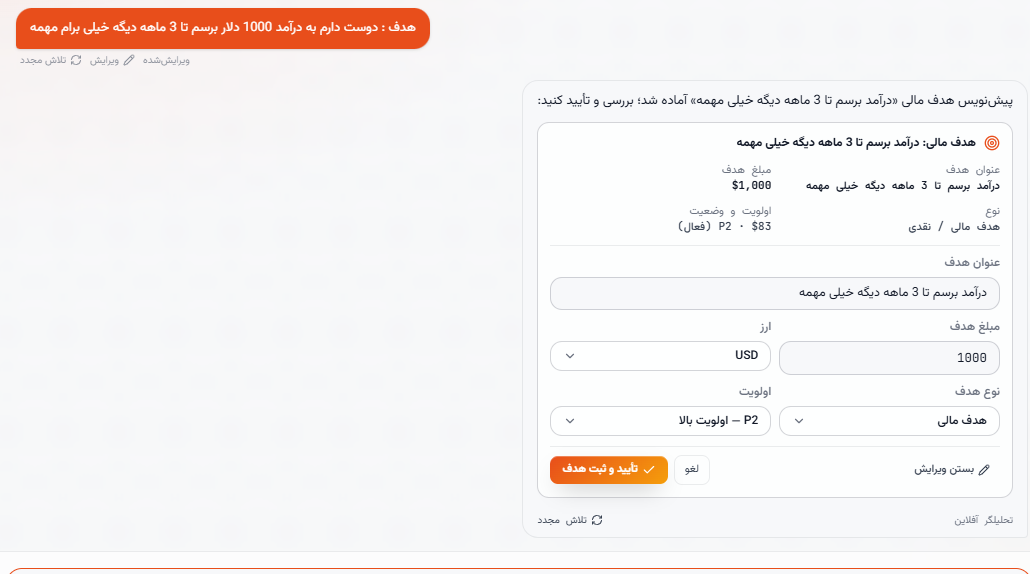 هدف : دوست دارم به درآمد 1000 دلار برسم تا 3 ماهه دیگه خیلی برام مهمه
ویرایش‌شده ویرایش تلاش مجدد
پیش‌نویس هدف مالی «درآمد برسم تا 3 ماهه دیگه خیلی مهمه» آماده شد؛ بررسی و تأیید کنید:
هدف مالی: درآمد برسم تا 3 ماهه دیگه خیلی مهمه
عنوان هدف مبلغ هدف
درآمد برسم تا 3 ماهه دیگه خیلی مهمه $1,000
نوع اولویت و وضعیت
هدف مالی / نقدی P2 · $83 (فعال)
عنوان هدف
درآمد برسم تا 3 ماهه دیگه خیلی مهمه
مبلغ هدف ارز
1000 USD
نوع هدف اولویت
هدف مالی P2 — اولویت بالا
بستن ویرایش لغو تأیید و ثبت هدف
تحلیلگر آفلاین تلاش مجدد